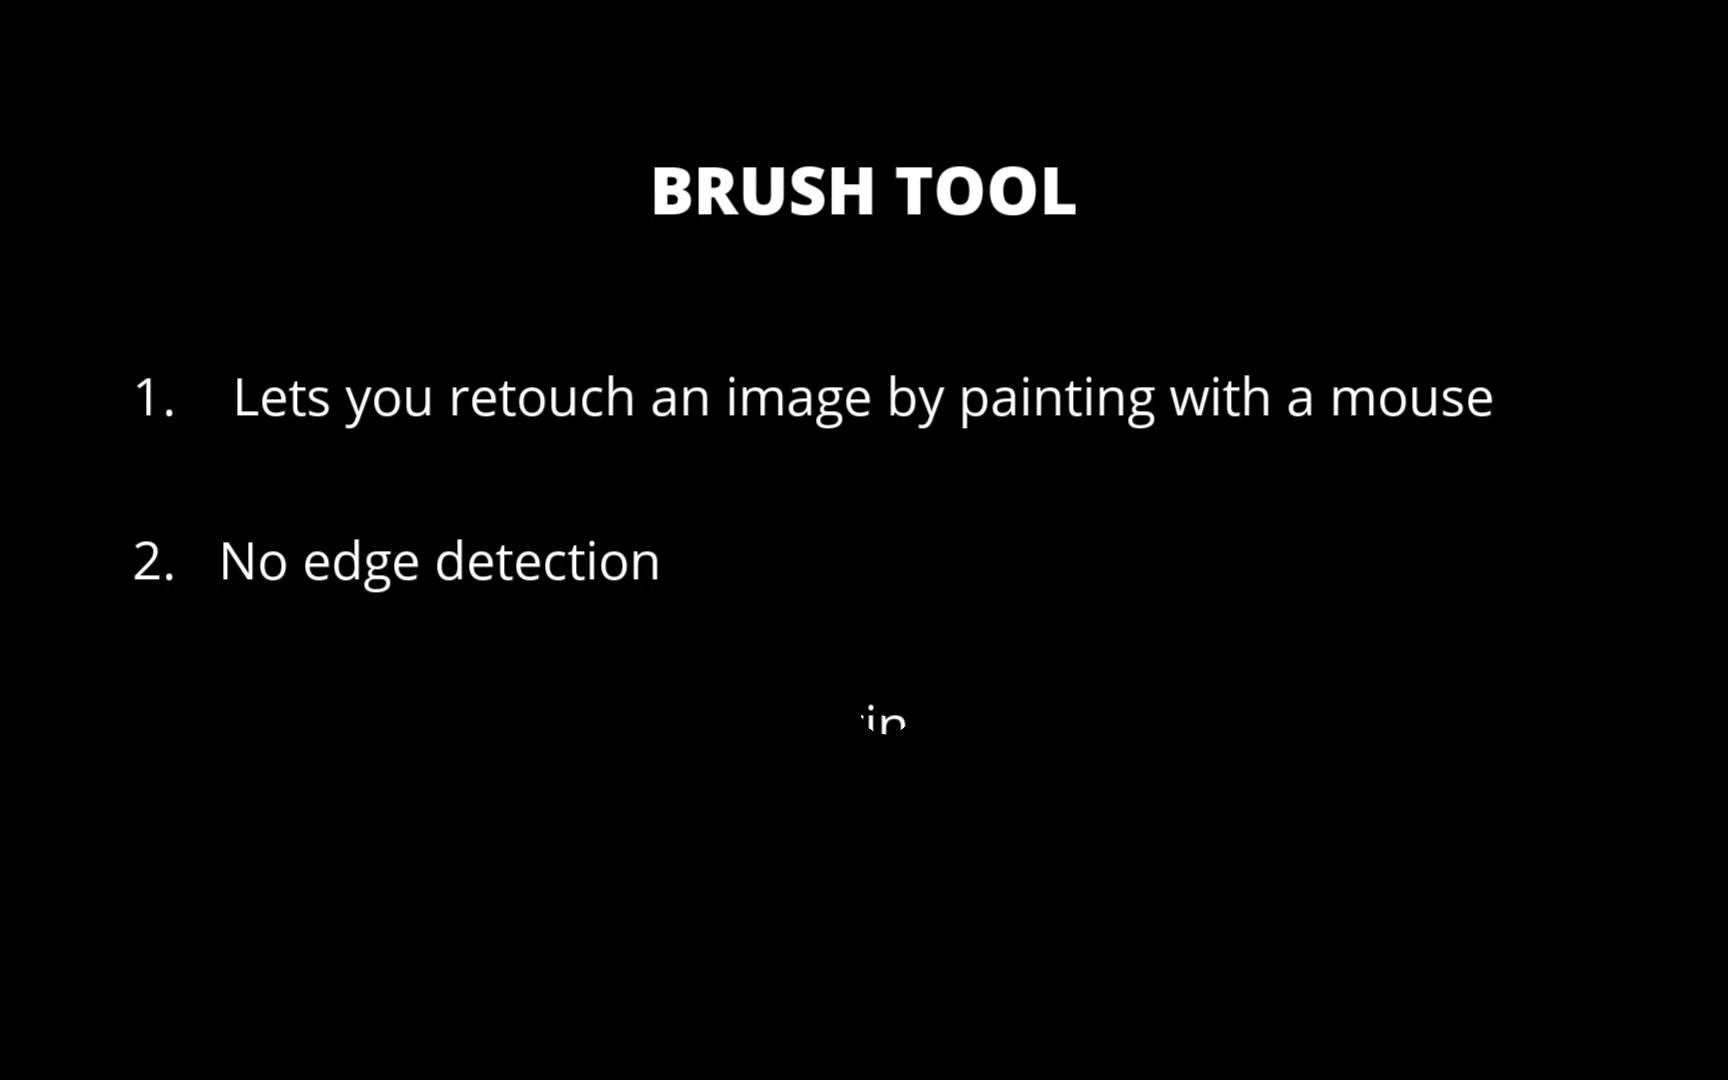 BRUSH TOOL
1. Lets you retouch an image by painting with a mouse
2. No edge detection